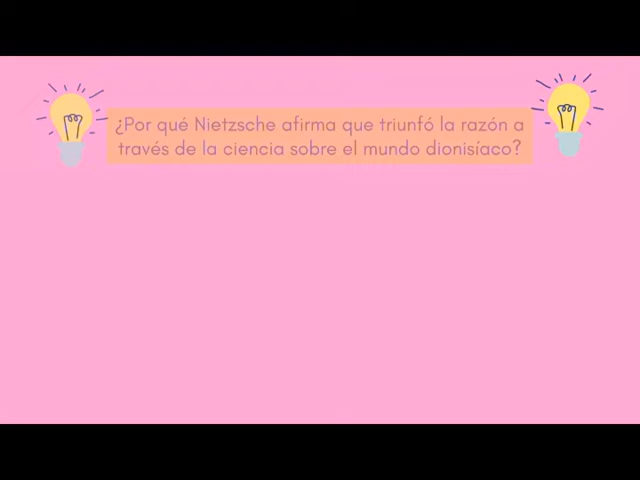 ¿Por qué Nietzsche afirma que triunfó la razón a
través de la ciencia sobre el mundo dionisíaco?